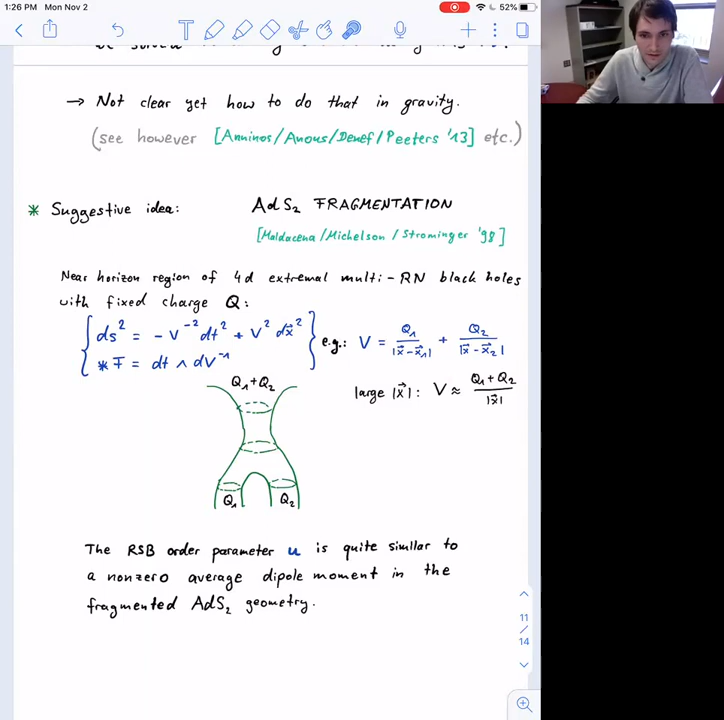 1:26 PM Mon Nov 2
52%
→ Not clear yet how to do that in gravity.
(see however [Anninos/Anous/Denef/Peeters '13] etc.)
* Suggestive idea: AdS₂ FRAGMENTATION
[Maldacena/Michelson/Strominger '98]
Near horizon region of 4d extremal multi-RN black holes
with fixed charge Q:
{ ds² = -V⁻²dt² + V² dx⃗² } e.g.: V = Q₁/|x⃗-x⃗₁| + Q₂/|x⃗-x⃗₂|
{ *F = dt ∧ dV⁻¹ }
large |x⃗|: V ≈ (Q₁+Q₂)/|x⃗|
Q₁+Q₂
Q₁ Q₂
The RSB order parameter u is quite similar to
a nonzero average dipole moment in the
fragmented AdS₂ geometry.
11
/
14